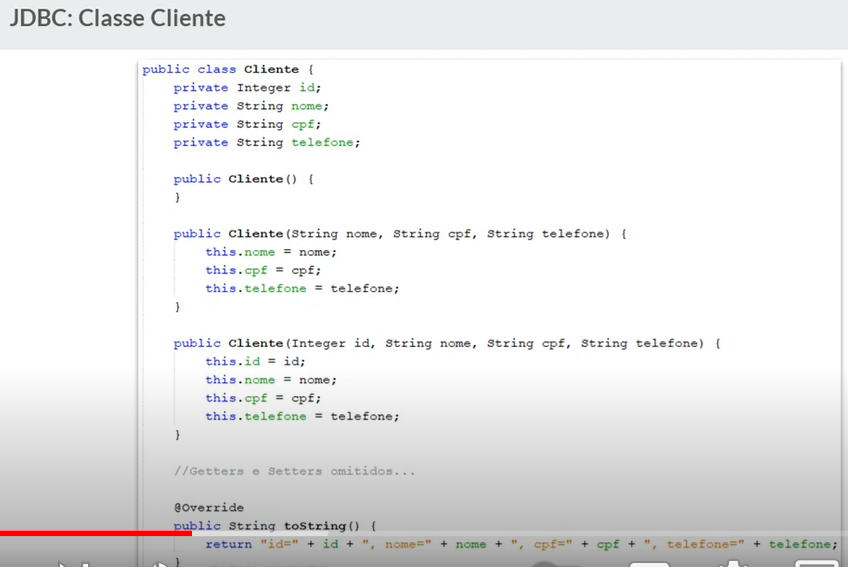 JDBC: Classe Cliente
public class Cliente {
private Integer id;
private String nome;
private String cpf;
private String telefone;
public Cliente() {
}
public Cliente(String nome, String cpf, String telefone) {
this.nome = nome;
this.cpf = cpf;
this.telefone = telefone;
}
public Cliente(Integer id, String nome, String cpf, String telefone) {
this.id = id;
this.nome = nome;
this.cpf = cpf;
this.telefone = telefone;
}
//Getters e Setters omitidos...
@Override
public String toString() {
return "id=" + id + ", nome=" + nome + ", cpf=" + cpf + ", telefone=" + telefone;
}